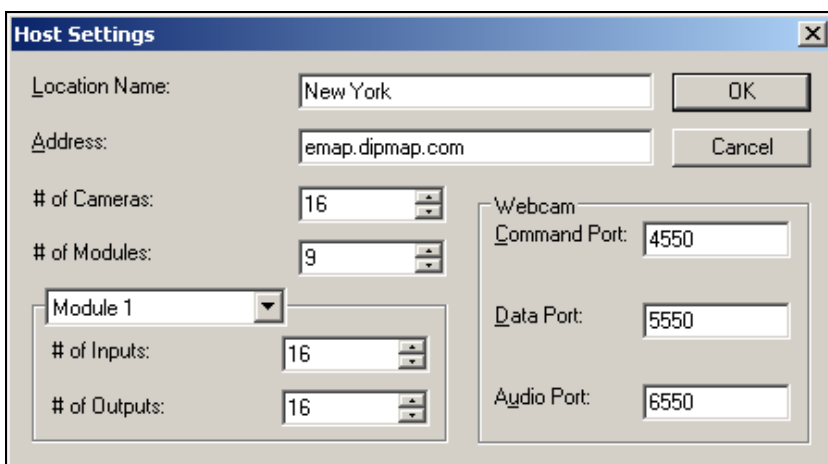 Host Settings
Location Name: New York OK
Address: emap.dipmap.com Cancel
# of Cameras: 16
# of Modules: 9
Module 1
# of Inputs: 16
# of Outputs: 16
Webcam
Command Port: 4550
Data Port: 5550
Audio Port: 6550